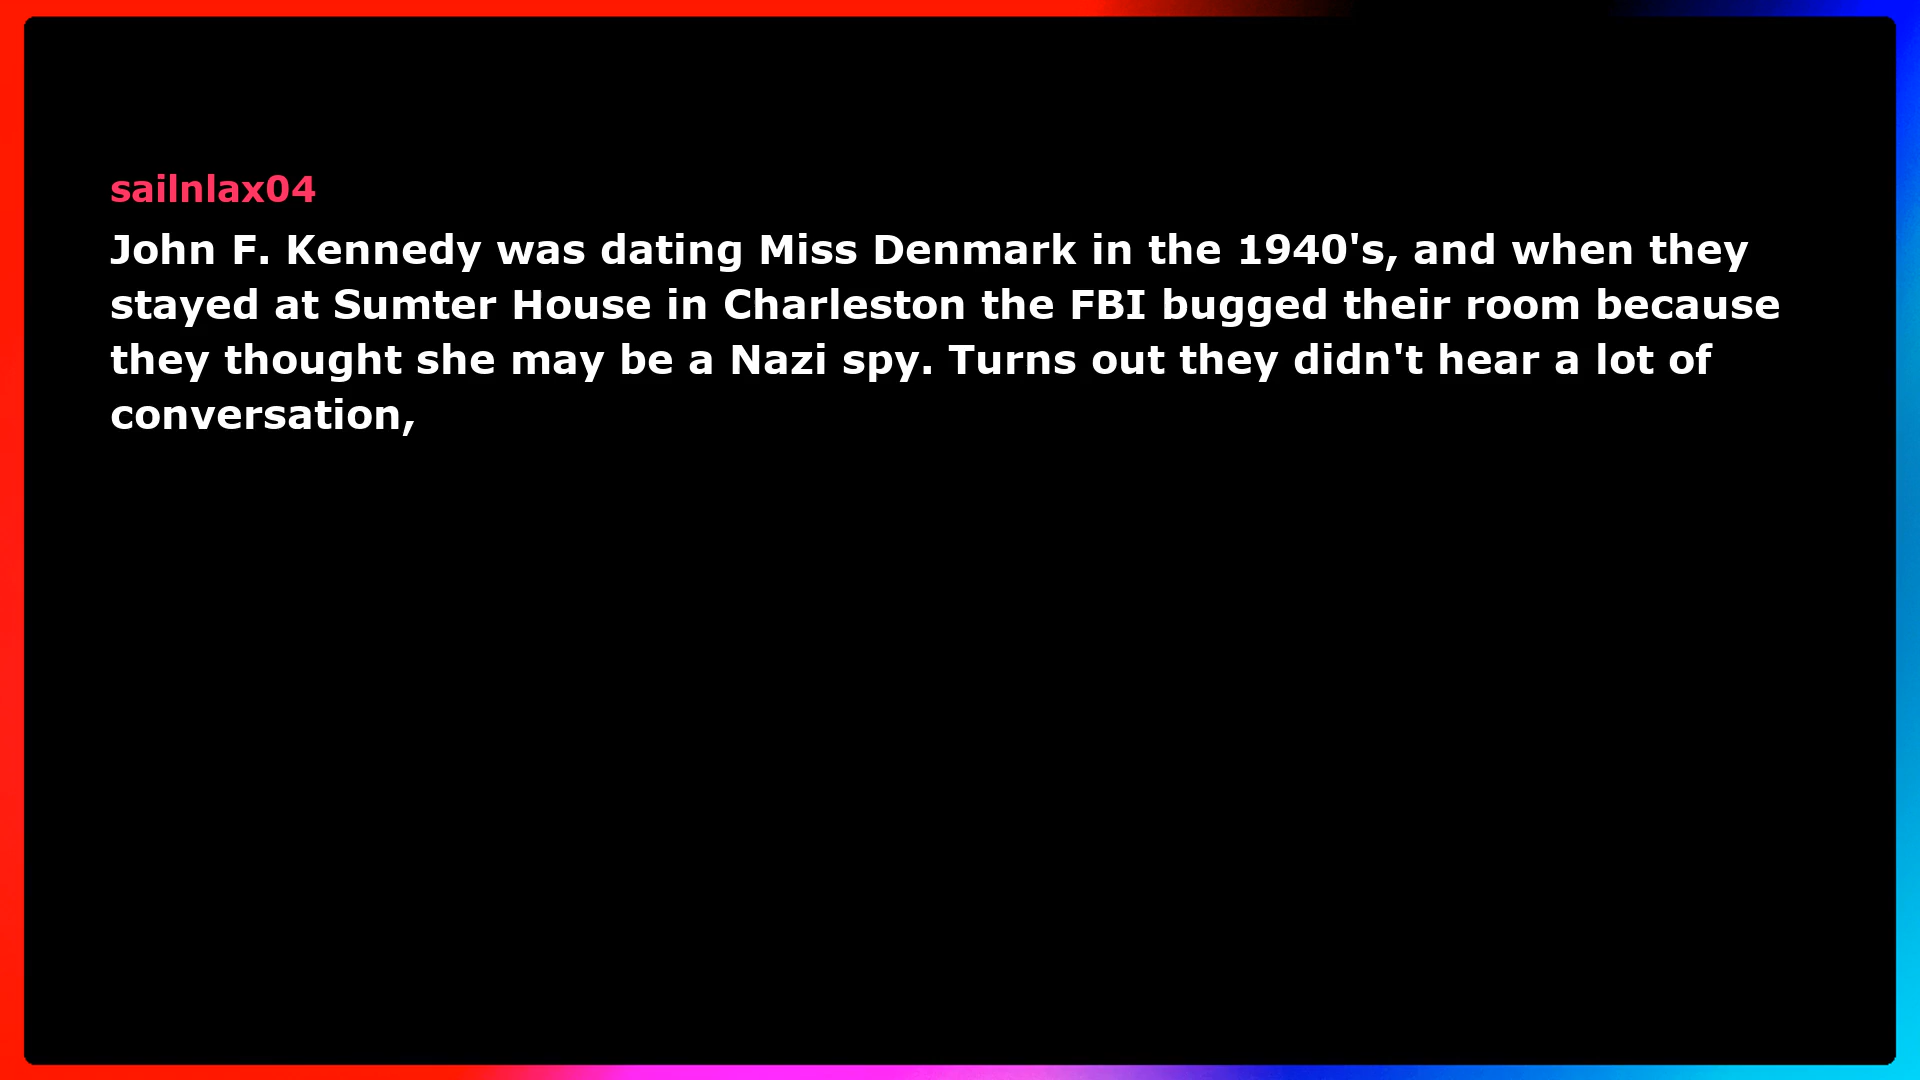 sailnlax04
John F. Kennedy was dating Miss Denmark in the 1940's, and when they
stayed at Sumter House in Charleston the FBI bugged their room because
they thought she may be a Nazi spy. Turns out they didn't hear a lot of
conversation,